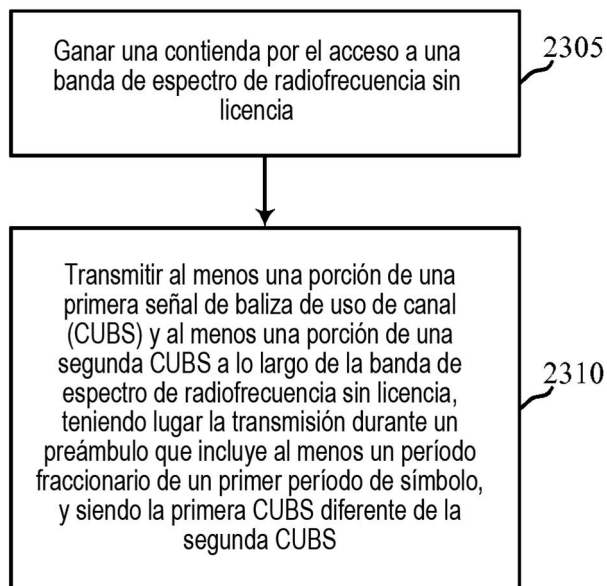 Ganar una contienda por el acceso a una
banda de espectro de radiofrecuencia sin
licencia
2305
Transmitir al menos una porción de una
primera señal de baliza de uso de canal
(CUBS) y al menos una porción de una
segunda CUBS a lo largo de la banda de
espectro de radiofrecuencia sin licencia,
teniendo lugar la transmisión durante un
preámbulo que incluye al menos un período
fraccionario de un primer período de símbolo,
y siendo la primera CUBS diferente de la
segunda CUBS
2310